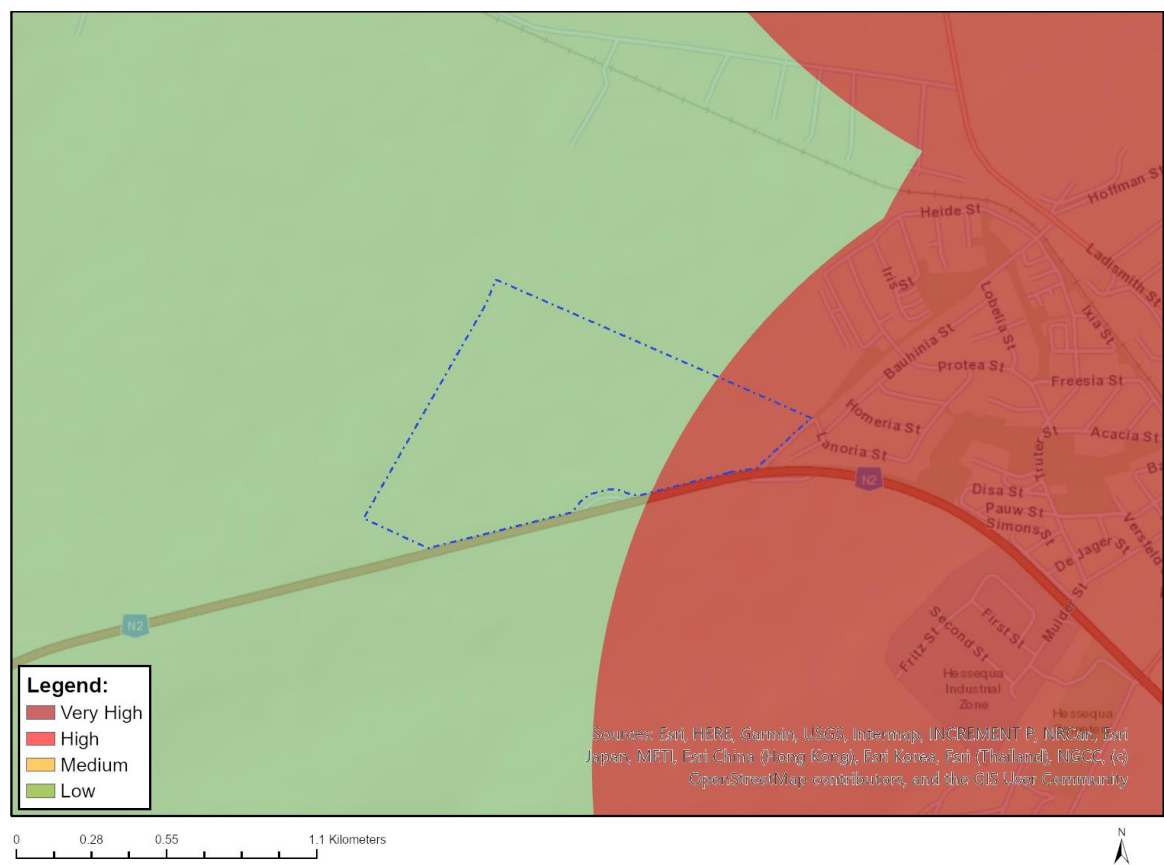 Hoffman St
Heide St
Ladismith St
Iris St
Lobelia St
Ixia St
Bauhinia St
Protea St
Freesia St
Homeria St
Lanoria St
Acacia St
Truter St
Ba
N2
Disa St
Pauw St
Simons St
De Jager St
Versfeld
Mulder St
First St
Second St
Fritz St
N2
Hessequa
Industrial
Zone
Hessequa
Legend:
Very High
High
Medium
Low
Sources: Esri, HERE, Garmin, USGS, Intermap, INCREMENT P, NRCan, Esri
Japan, METI, Esri China (Hong Kong), Esri Korea, Esri (Thailand), NGCC, (c)
OpenStreetMap contributors, and the GIS User Community
0 0.28 0.55 1.1 Kilometers
N